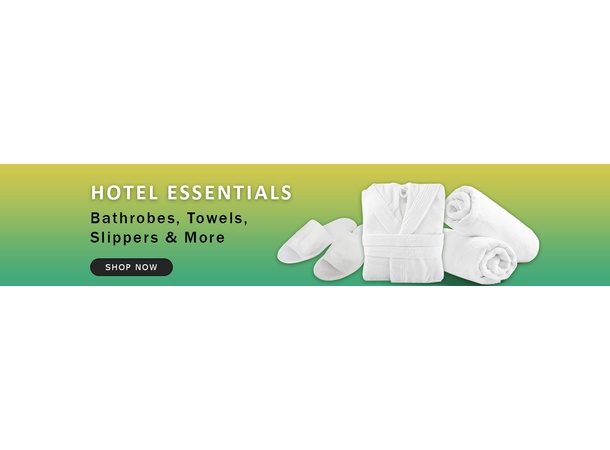 HOTEL ESSENTIALS
Bathrobes, Towels,
Slippers & More
SHOP NOW